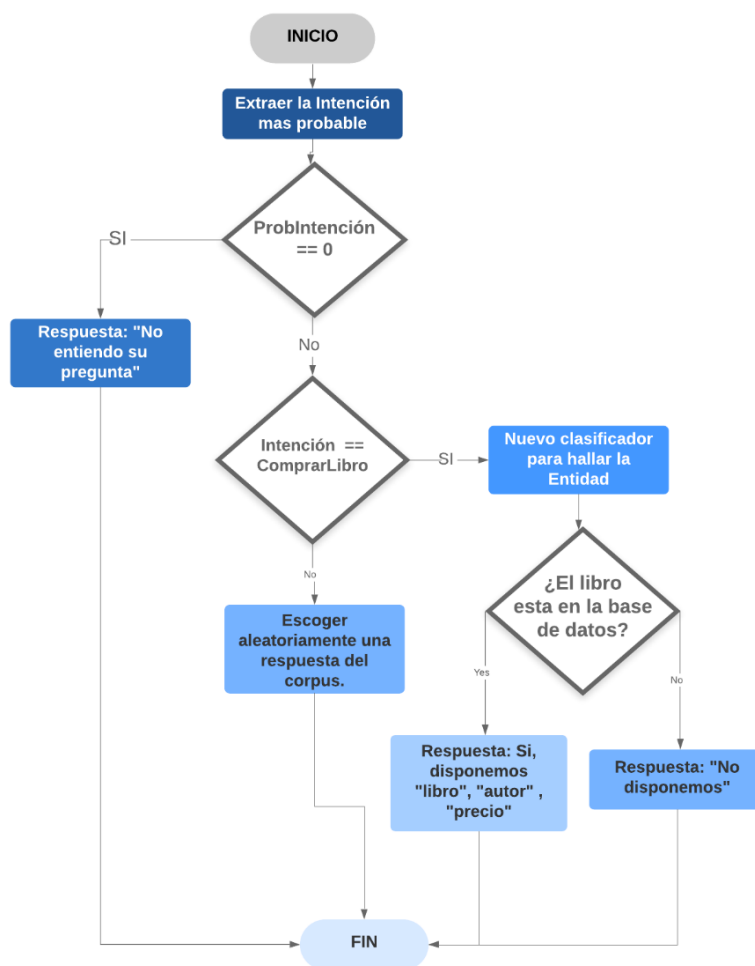 INICIO
Extraer la Intención
mas probable
ProbIntención
== 0
SI
No
Respuesta: "No
entiendo su
pregunta"
Intención ==
ComprarLibro
SI
Nuevo clasificador
para hallar la
Entidad
No
¿El libro
esta en la base
de datos?
Escoger
aleatoriamente una
respuesta del
corpus.
Yes
No
Respuesta: Si,
disponemos
"libro", "autor" ,
"precio"
Respuesta: "No
disponemos"
FIN